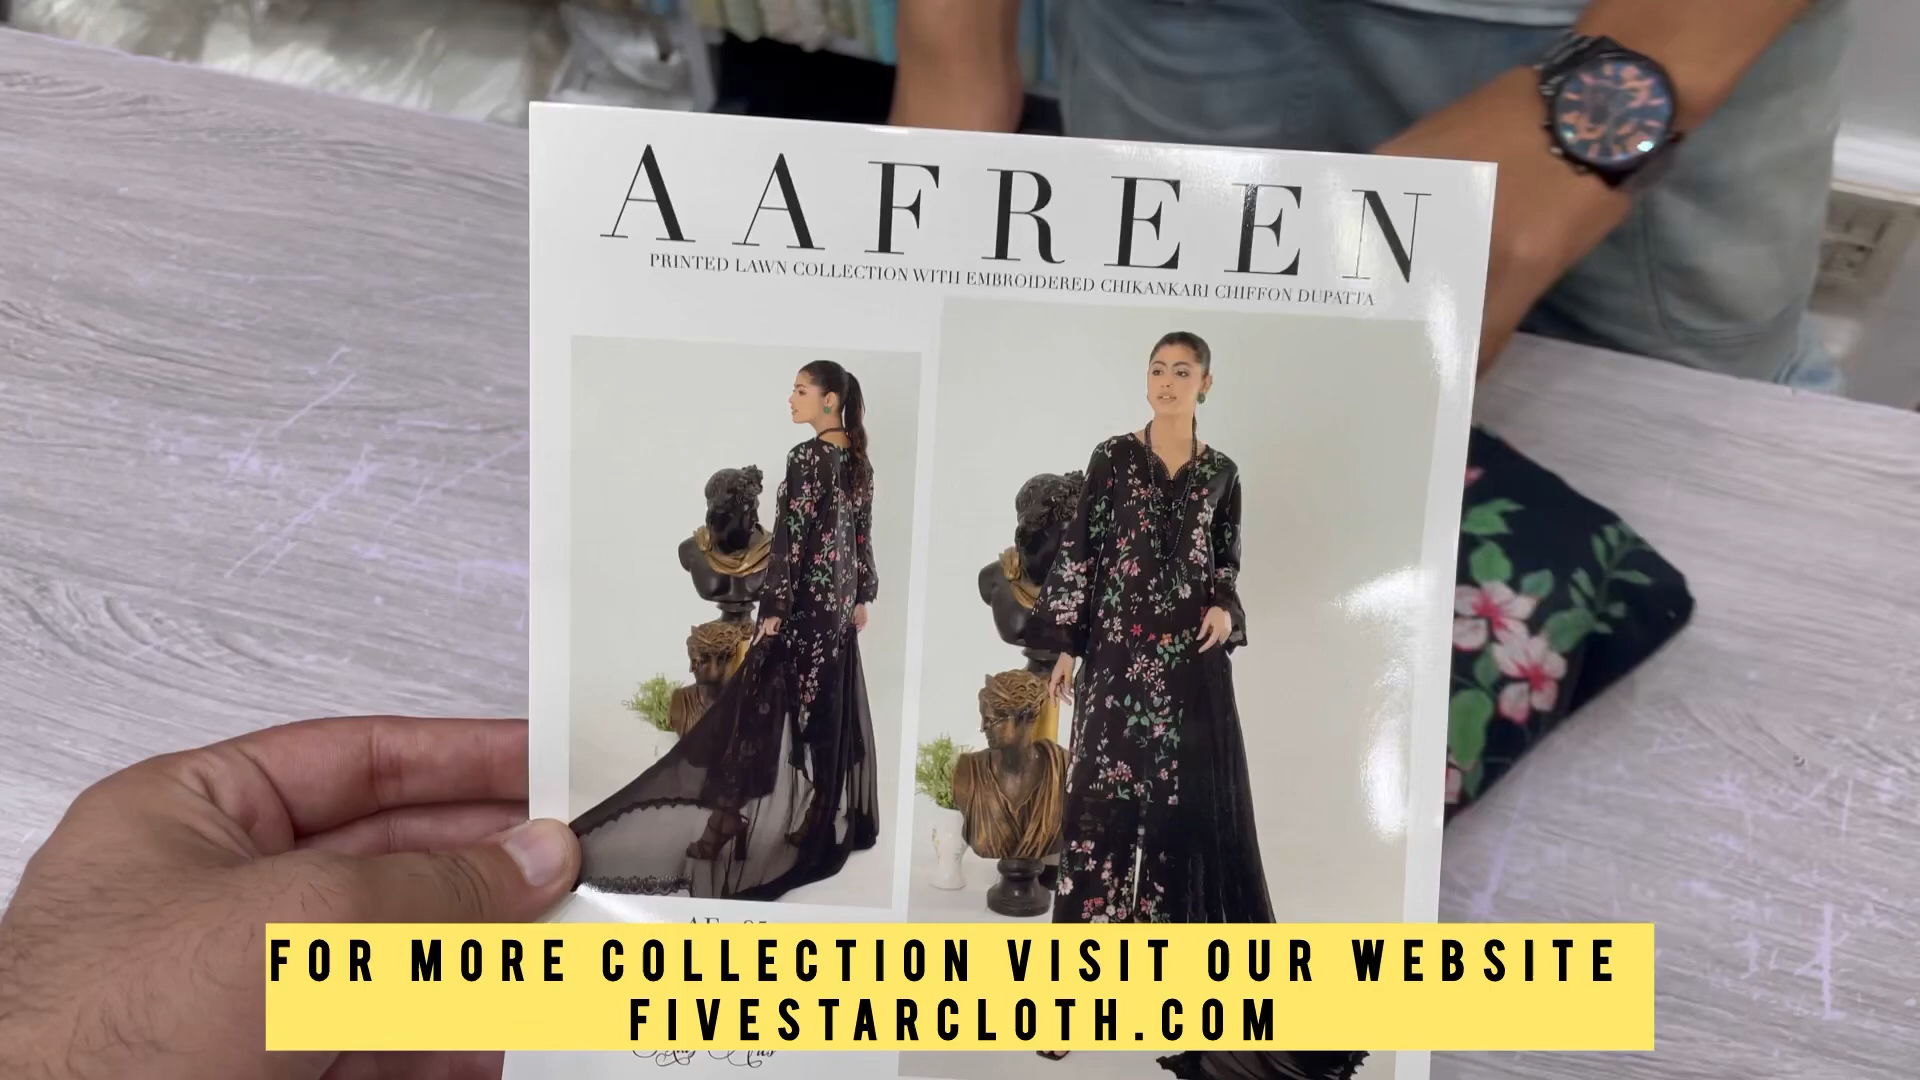 AAFREEN
PRINTED LAWN COLLECTION WITH EMBROIDERED CHIKANKARI CHIFFON DUPATTA
FOR MORE COLLECTION VISIT OUR WEBSITE
FIVESTARCLOTH.COM